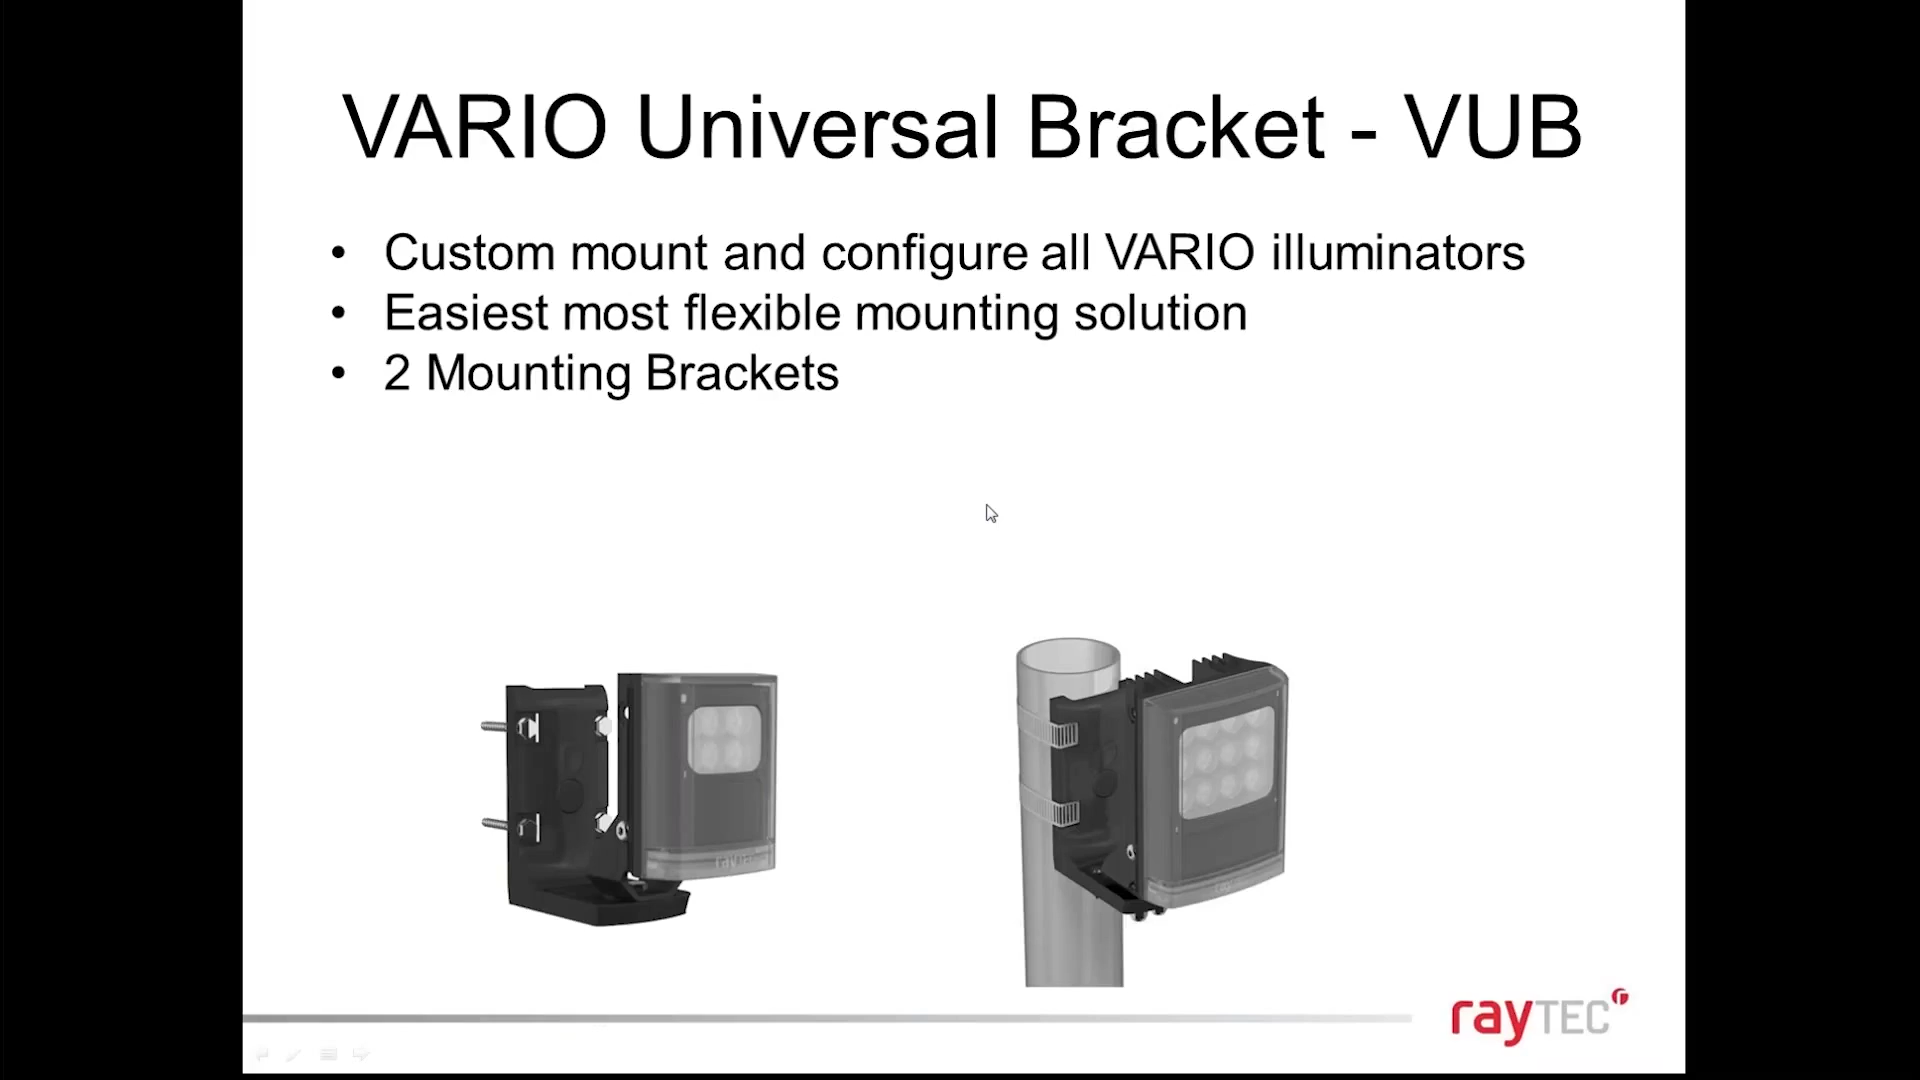 VARIO Universal Bracket - VUB
• Custom mount and configure all VARIO illuminators
• Easiest most flexible mounting solution
• 2 Mounting Brackets
rayTEC
rayTEC